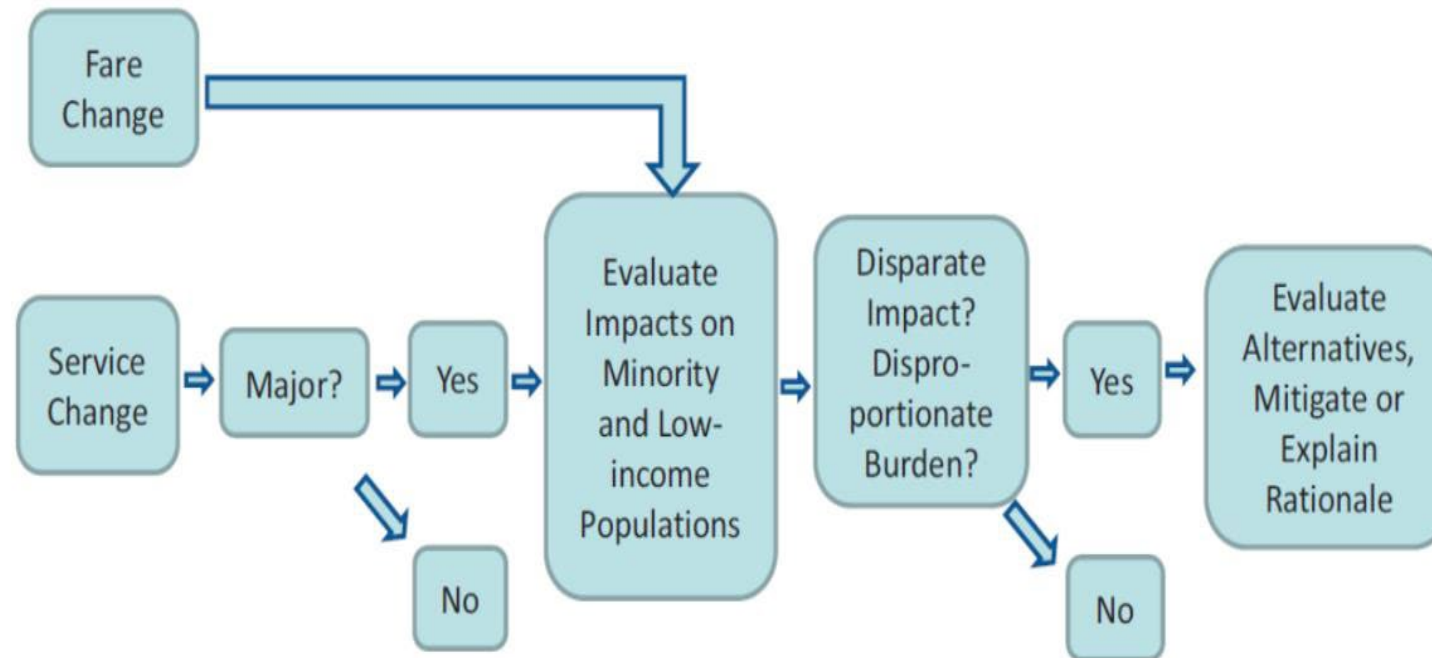 Fare
Change
Service
Change
Major?
Yes
No
Evaluate
Impacts on
Minority
and Low-
income
Populations
Disparate
Impact?
Dispro-
portionate
Burden?
Yes
No
Evaluate
Alternatives,
Mitigate or
Explain
Rationale